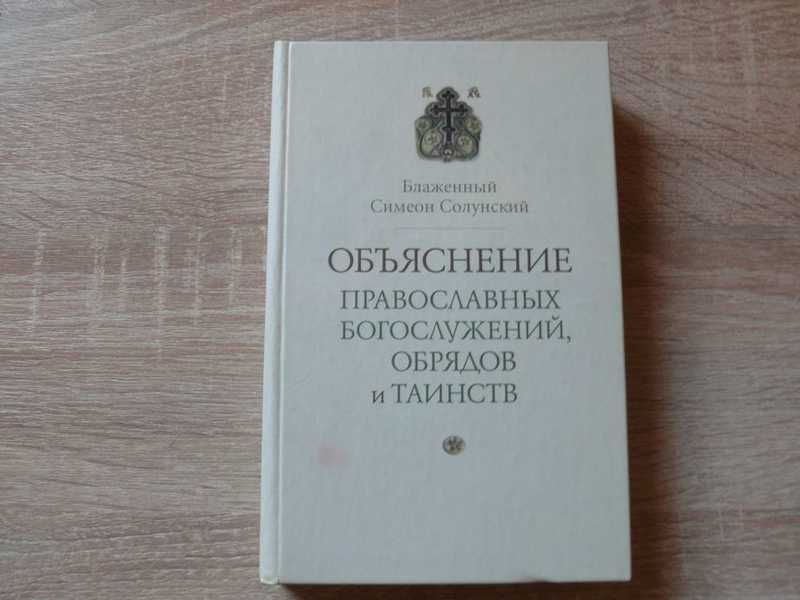 Блаженный
Симеон Солунский
ОБЪЯСНЕНИЕ
ПРАВОСЛАВНЫХ
БОГОСЛУЖЕНИЙ,
ОБРЯДОВ
и ТАИНСТВ